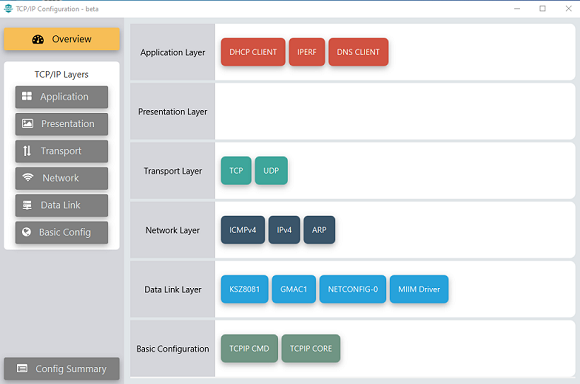 TCP/IP Configuration - beta
Overview
TCP/IP Layers
Application
Presentation
Transport
Network
Data Link
Basic Config
Config Summary
Application Layer
DHCP CLIENT IPERF DNS CLIENT
Presentation Layer
Transport Layer
TCP UDP
Network Layer
ICMPv4 IPv4 ARP
Data Link Layer
KSZ8081 GMAC1 NETCONFIG-0 MIIM Driver
Basic Configuration
TCPIP CMD TCPIP CORE